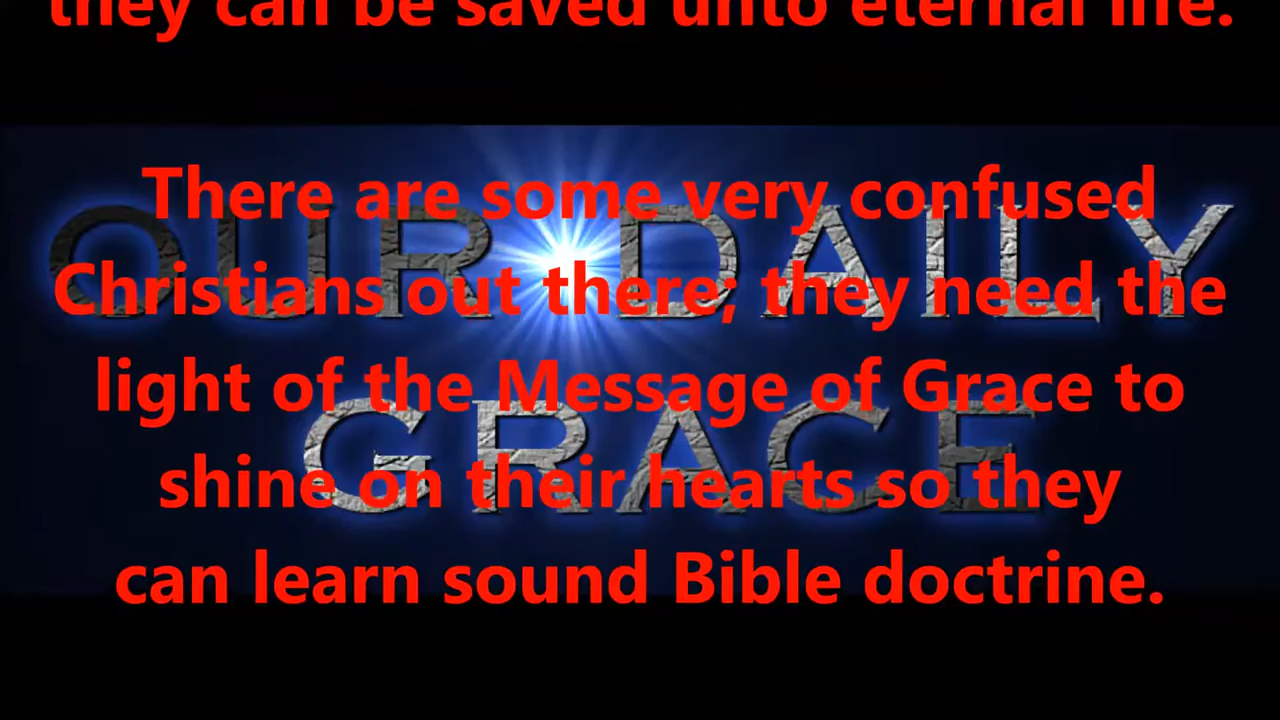 they can be saved unto eternal life.
There are some very confused
Christians out there; they need the
light of the Message of Grace to
shine on their hearts so they
can learn sound Bible doctrine.
OUR DAILY
GRACE